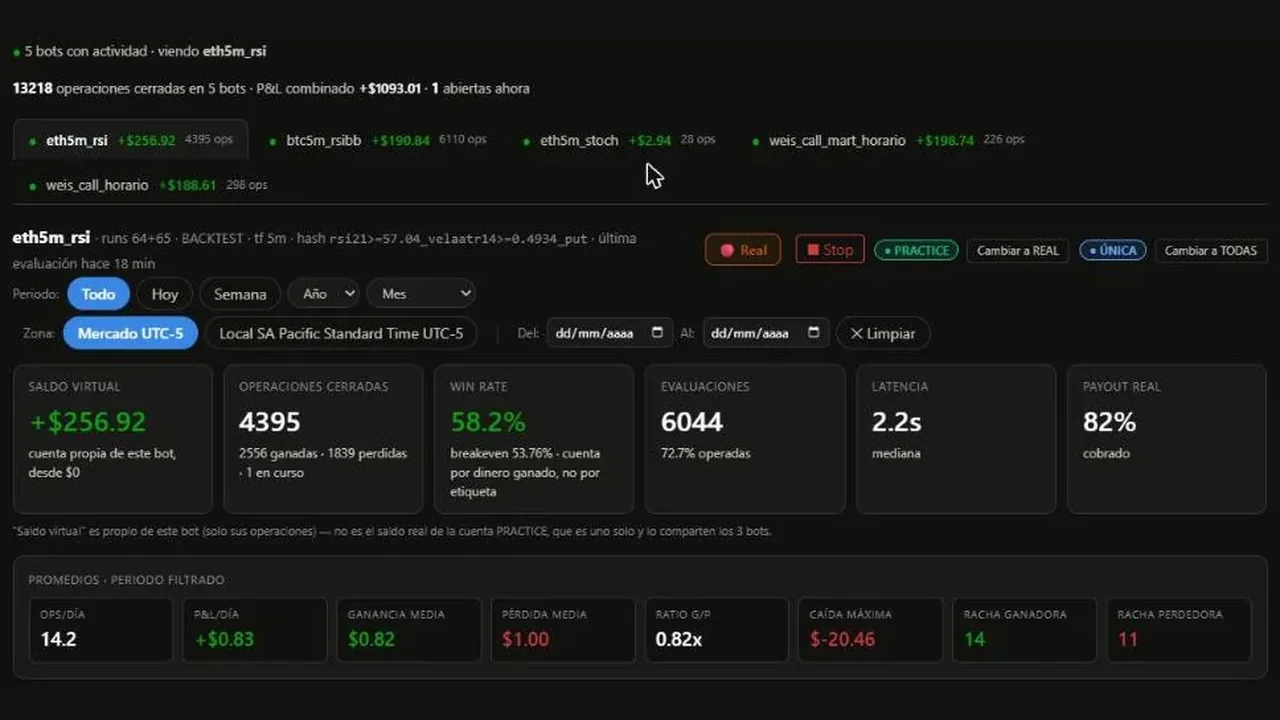 5 bots con actividad · viendo eth5m_rsi
13218 operaciones cerradas en 5 bots · P&L combinado +$1093.01 · 1 abiertas ahora
eth5m_rsi +$256.92 4395 ops btc5m_rsibb +$190.84 6110 ops eth5m_stoch +$2.94 28 ops weis_call_mart_horario +$198.74 226 ops
weis_call_horario +$188.61 298 ops
eth5m_rsi · runs 64+65 · BACKTEST · tf 5m · hash rsi21>=57.04_velaatr14>=0.4934_put · última
evaluación hace 18 min
Real Stop PRACTICE Cambiar a REAL ÚNICA Cambiar a TODAS
Periodo: Todo Hoy Semana Año Mes
Zona: Mercado UTC-5 Local SA Pacific Standard Time UTC-5 Del: dd/mm/aaaa Al: dd/mm/aaaa Limpiar
SALDO VIRTUAL
+$256.92
cuenta propia de este bot,
desde $0
OPERACIONES CERRADAS
4395
2556 ganadas · 1839 perdidas
· 1 en curso
WIN RATE
58.2%
breakeven 53.76% · cuenta
por dinero ganado, no por
etiqueta
EVALUACIONES
6044
72.7% operadas
LATENCIA
2.2s
mediana
PAYOUT REAL
82%
cobrado
"Saldo virtual" es propio de este bot (solo sus operaciones) — no es el saldo real de la cuenta PRACTICE, que es uno solo y lo comparten los 3 bots.
PROMEDIOS · PERIODO FILTRADO
OPS/DÍA
14.2
P&L/DÍA
+$0.83
GANANCIA MEDIA
$0.82
PÉRDIDA MEDIA
$1.00
RATIO G/P
0.82x
CAÍDA MÁXIMA
$-20.46
RACHA GANADORA
14
RACHA PERDEDORA
11